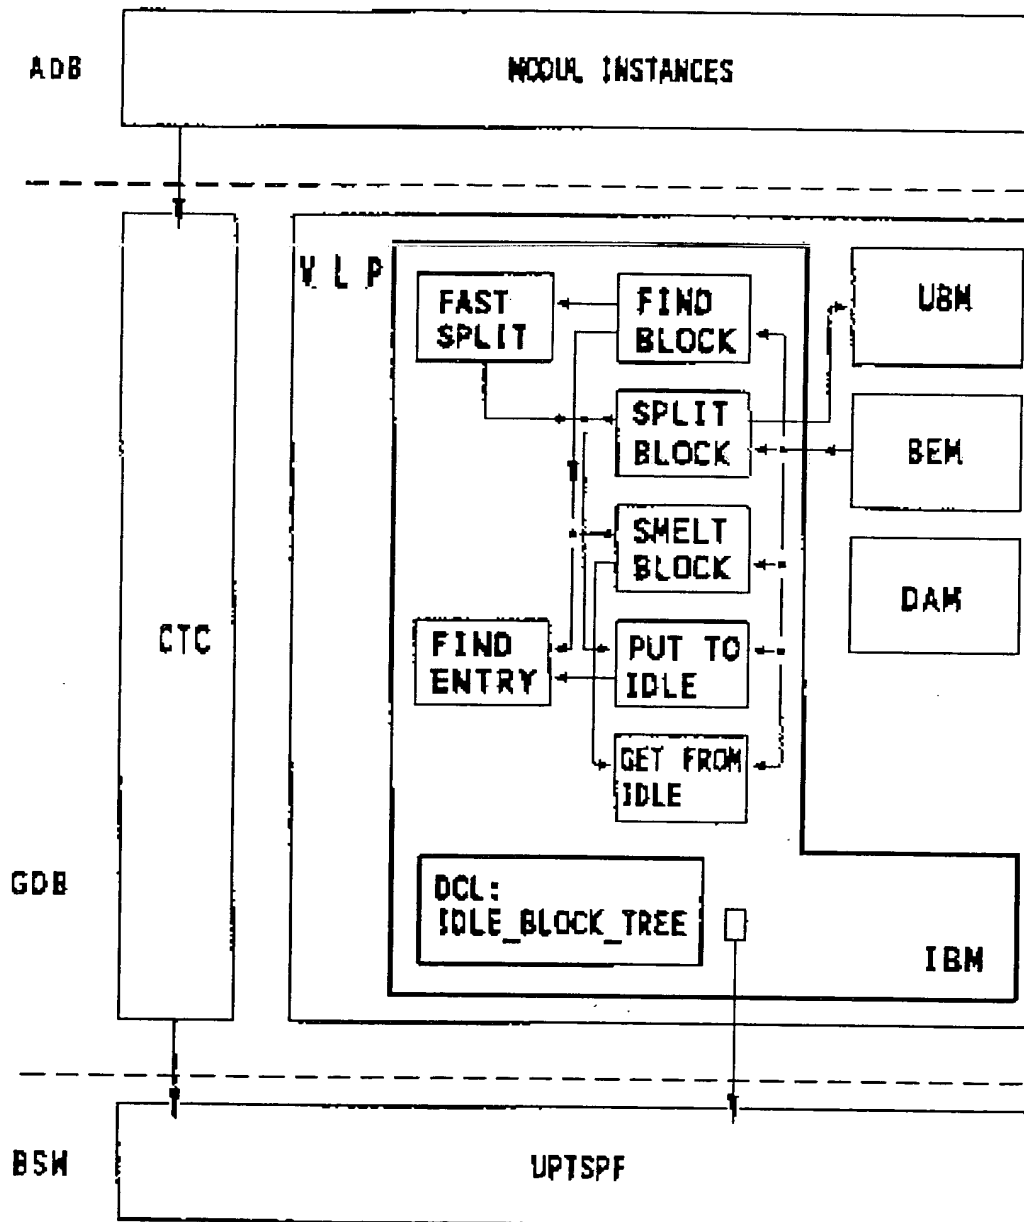 ADB
MODUL INSTANCES
V L P
FAST
SPLIT
FIND
BLOCK
UBM
SPLIT
BLOCK
BEM
SMELT
BLOCK
DAM
CTC
FIND
ENTRY
PUT TO
IDLE
GET FROM
IDLE
GDB
DCL:
IDLE_BLOCK_TREE
IBM
BSW
UPTSPF